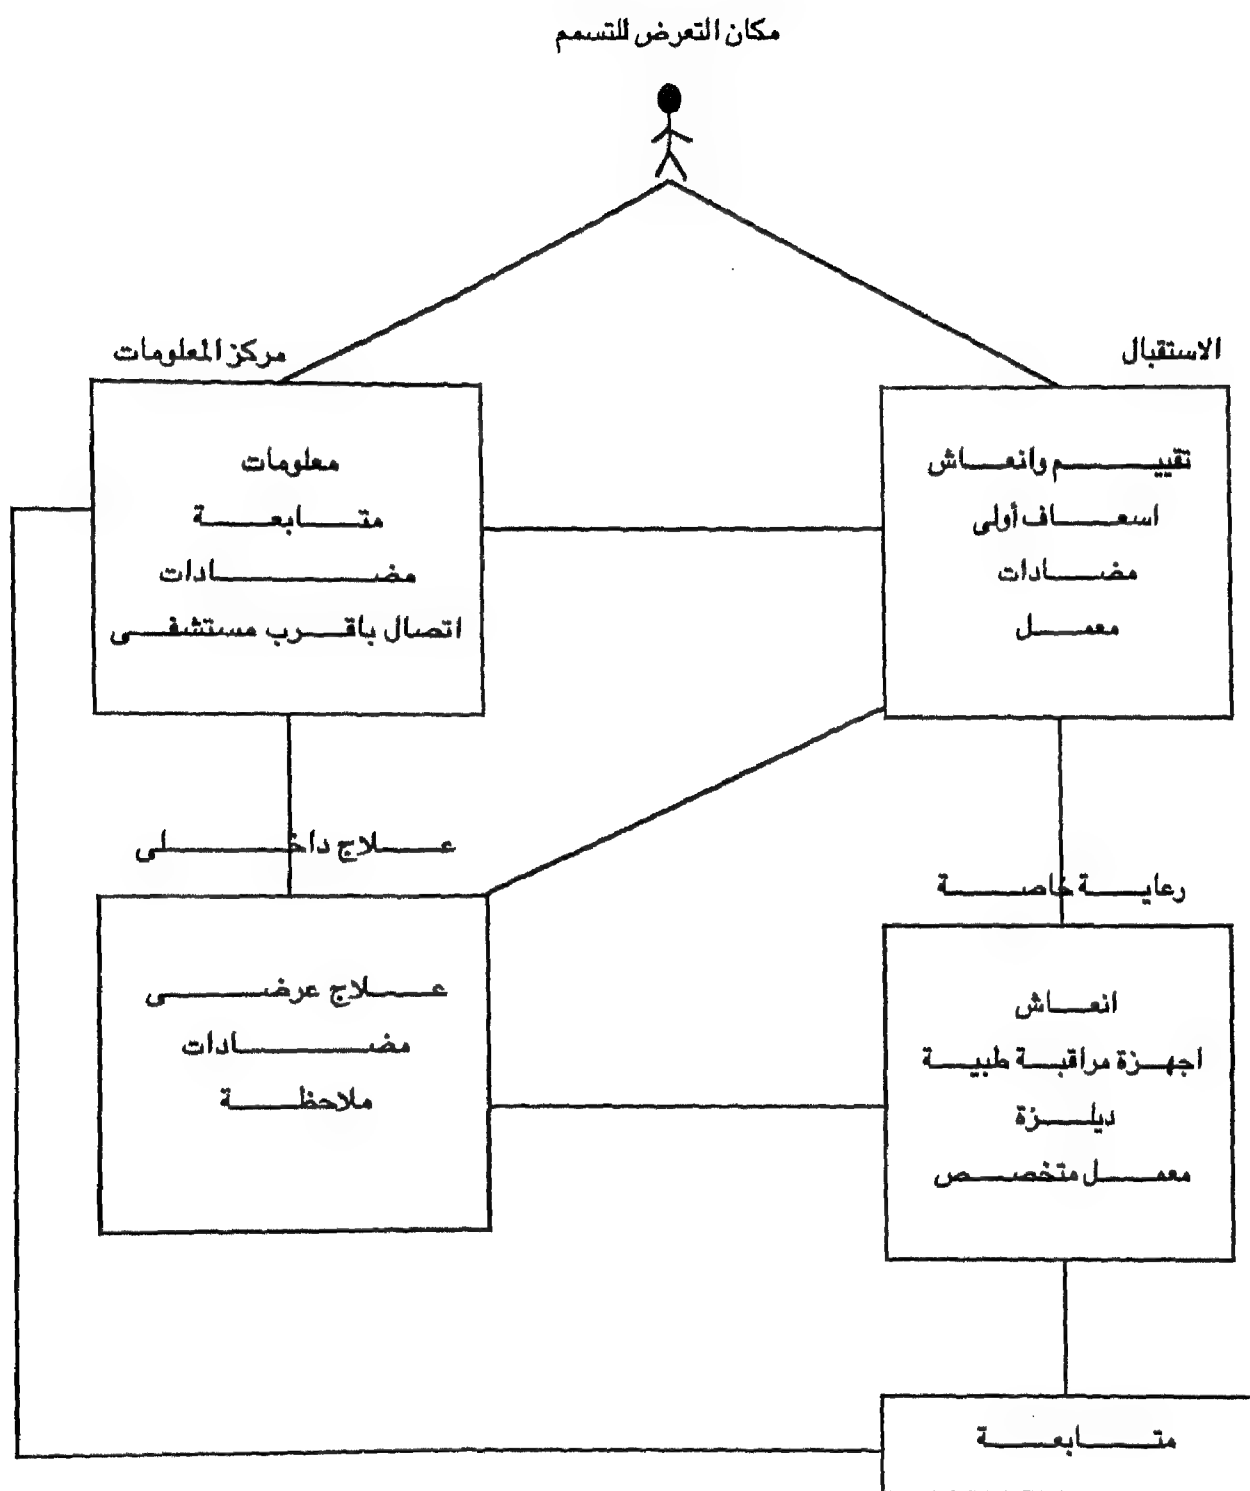 مكان التعرض للتسمم
الاستقبال
مركز المعلومات
تقييم وانعاش
اسعاف أولى
مضادات
معمل
معلومات
متابعة
مضادات
اتصال باقرب مستشفى
علاج داخلى
رعاية خاصة
علاج عرضى
مضادات
ملاحظة
انعاش
اجهزة مراقبة طبية
ديلزة
معمل متخصص
متابعة